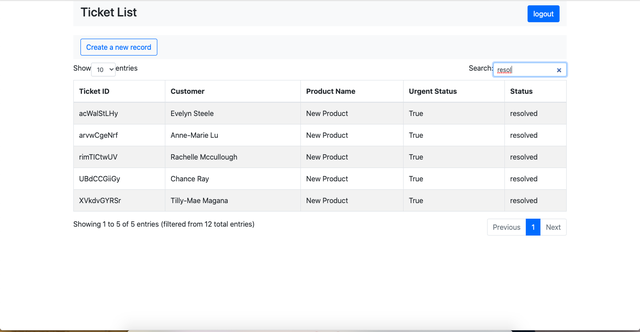 Ticket List
logout
Create a new record
Show 10 entries
Search: resol ×
Ticket ID Customer Product Name Urgent Status Status
acWalStLHy Evelyn Steele New Product True resolved
arvwCgeNrf Anne-Marie Lu New Product True resolved
rimTlCtwUV Rachelle Mccullough New Product True resolved
UBdCCGiiGy Chance Ray New Product True resolved
XVkdvGYRSr Tilly-Mae Magana New Product True resolved
Showing 1 to 5 of 5 entries (filtered from 12 total entries)
Previous 1 Next